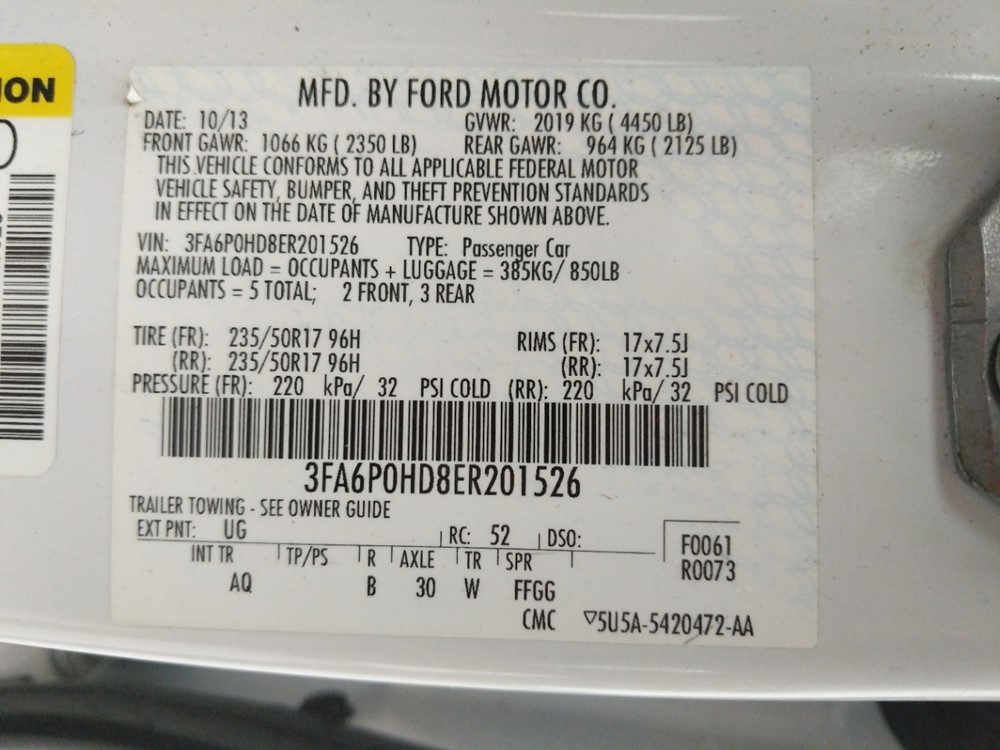 ION
MFD. BY FORD MOTOR CO.
DATE: 10/13 GVWR: 2019 KG ( 4450 LB)
FRONT GAWR: 1066 KG ( 2350 LB) REAR GAWR: 964 KG ( 2125 LB)
THIS VEHICLE CONFORMS TO ALL APPLICABLE FEDERAL MOTOR
VEHICLE SAFETY, BUMPER, AND THEFT PREVENTION STANDARDS
IN EFFECT ON THE DATE OF MANUFACTURE SHOWN ABOVE.
VIN: 3FA6P0HD8ER201526 TYPE: Passenger Car
MAXIMUM LOAD = OCCUPANTS + LUGGAGE = 385KG/ 850LB
OCCUPANTS = 5 TOTAL; 2 FRONT, 3 REAR
TIRE (FR): 235/50R17 96H RIMS (FR): 17x7.5J
(RR): 235/50R17 96H (RR): 17x7.5J
PRESSURE (FR): 220 kPa/ 32 PSI COLD (RR): 220 kPa/ 32 PSI COLD
3FA6P0HD8ER201526
TRAILER TOWING - SEE OWNER GUIDE
EXT PNT: UG RC: 52 DSO:
INT TR TP/PS R AXLE TR SPR
AQ B 30 W FFGG
F0061
R0073
CMC ▽5U5A-5420472-AA